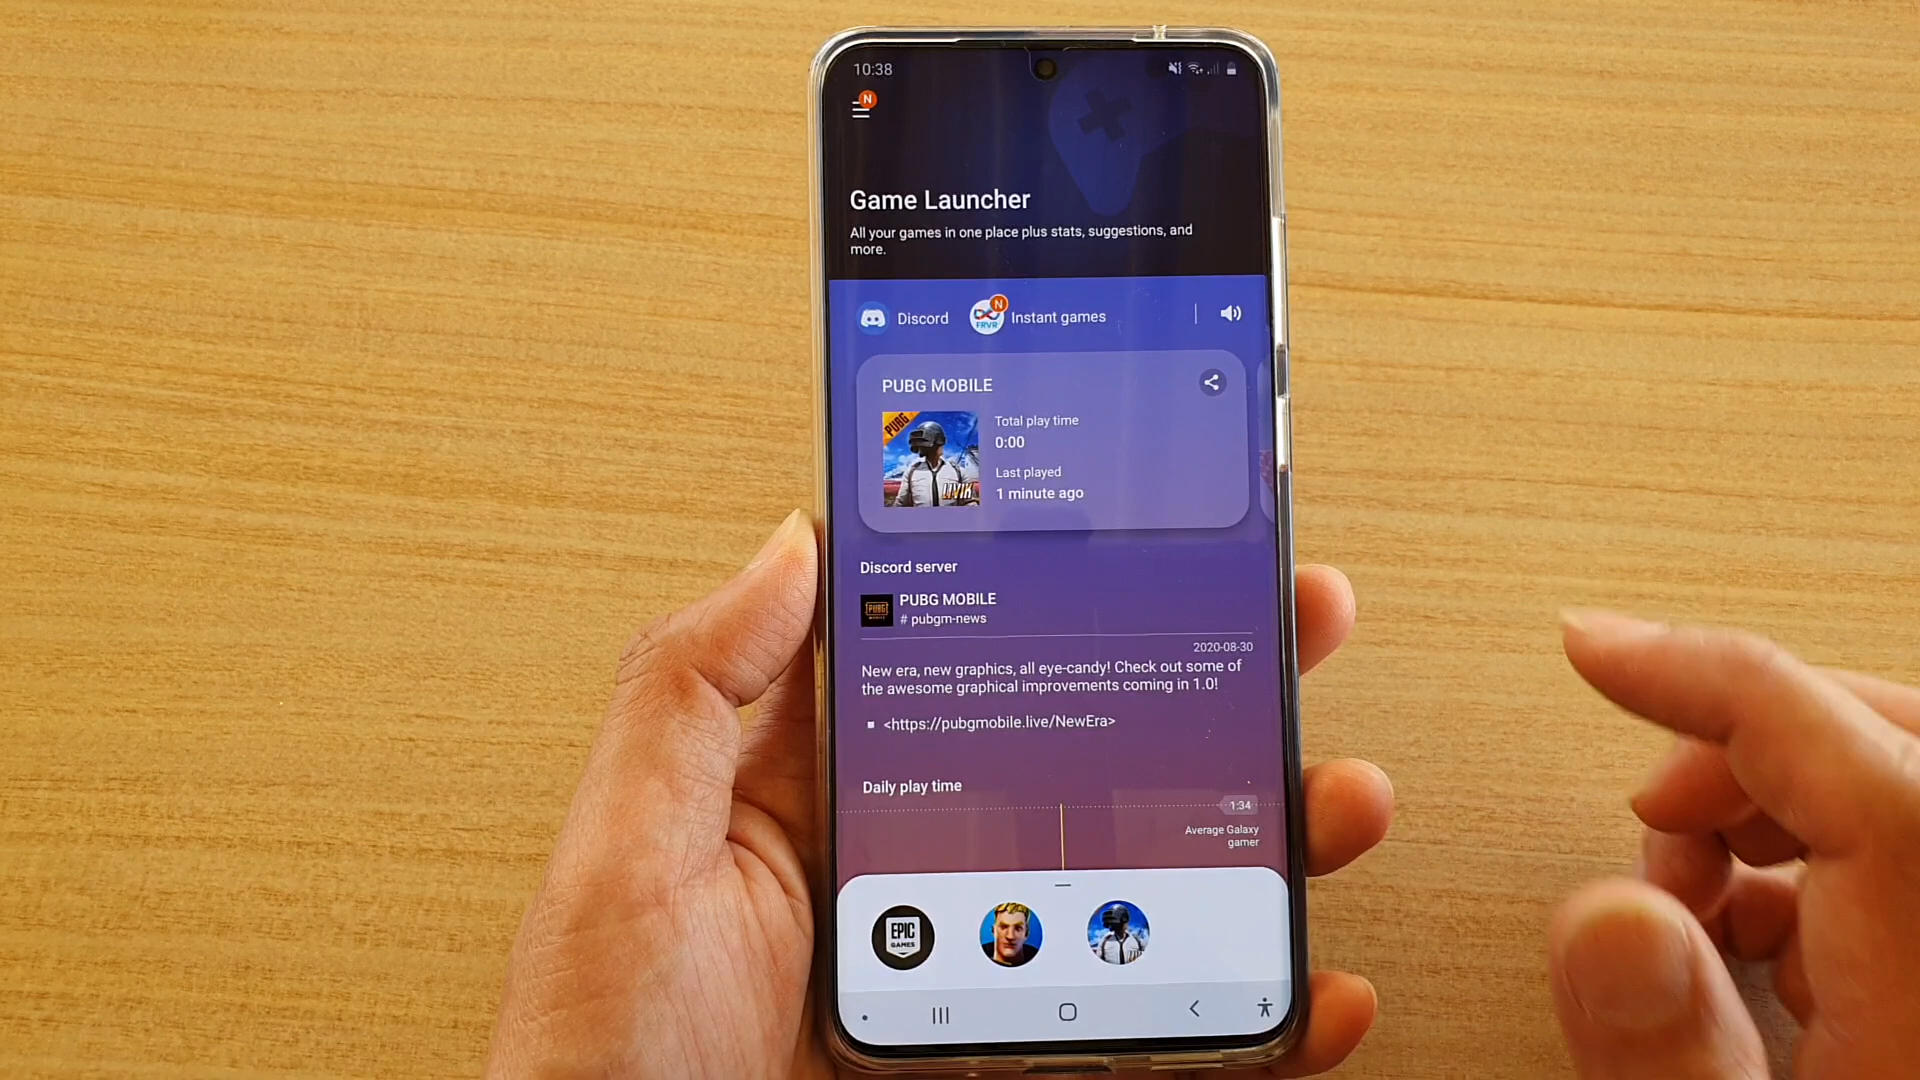 10:38
N
Game Launcher
All your games in one place plus stats, suggestions, and
more.
Discord
N
FRVR
Instant games
PUBG MOBILE
PUBG
LIVIK
Total play time
0:00
Last played
1 minute ago
Discord server
PUBG
MOBILE
PUBG MOBILE
# pubgm-news
2020-08-30
New era, new graphics, all eye-candy! Check out some of
the awesome graphical improvements coming in 1.0!
<https://pubgmobile.live/NewEra>
Daily play time
1:34
Average Galaxy
gamer
EPIC
GAMES